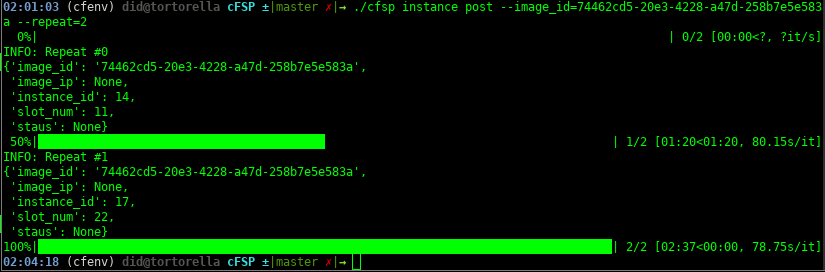 02:01:03 (cfenv) did@tortorella cFSP ±|master ✗|→ ./cfsp instance post --image_id=74462cd5-20e3-4228-a47d-258b7e5e583
a --repeat=2
0%| | 0/2 [00:00<?, ?it/s]
INFO: Repeat #0
{'image_id': '74462cd5-20e3-4228-a47d-258b7e5e583a',
'image_ip': None,
'instance_id': 14,
'slot_num': 11,
'staus': None}
50%| | 1/2 [01:20<01:20, 80.15s/it]
INFO: Repeat #1
{'image_id': '74462cd5-20e3-4228-a47d-258b7e5e583a',
'image_ip': None,
'instance_id': 17,
'slot_num': 22,
'staus': None}
100%| | 2/2 [02:37<00:00, 78.75s/it]
02:04:18 (cfenv) did@tortorella cFSP ±|master ✗|→